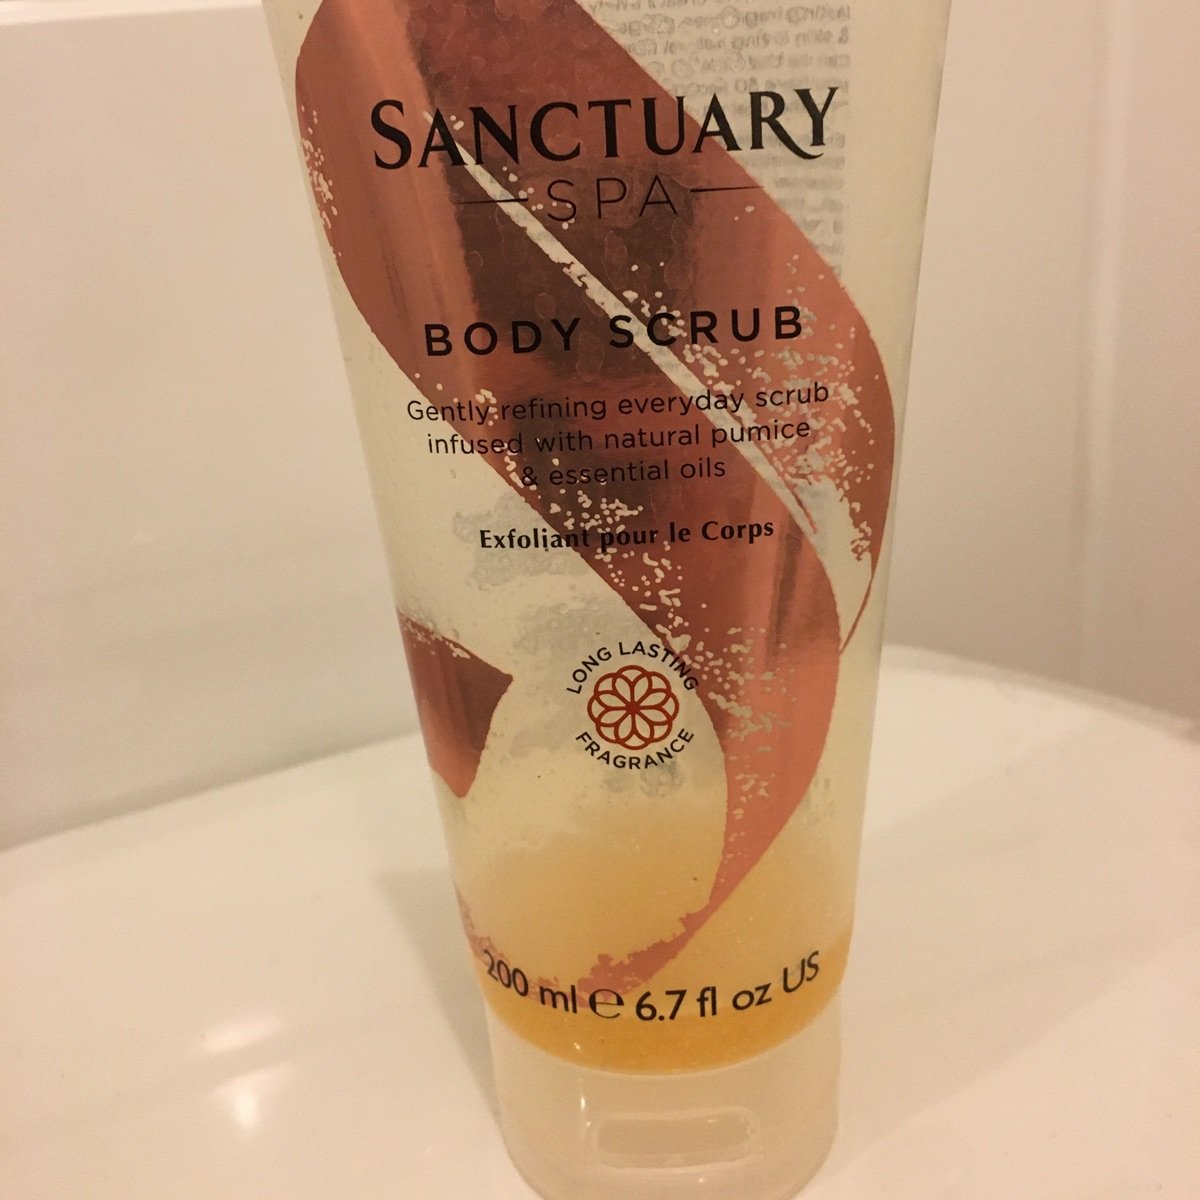 SANCTUARY
SPA
BODY SCRUB
Gently refining everyday scrub
infused with natural pumice
& essential oils
Exfoliant pour le Corps
LONG LASTING
FRAGRANCE
200 ml ℮ 6.7 fl oz US